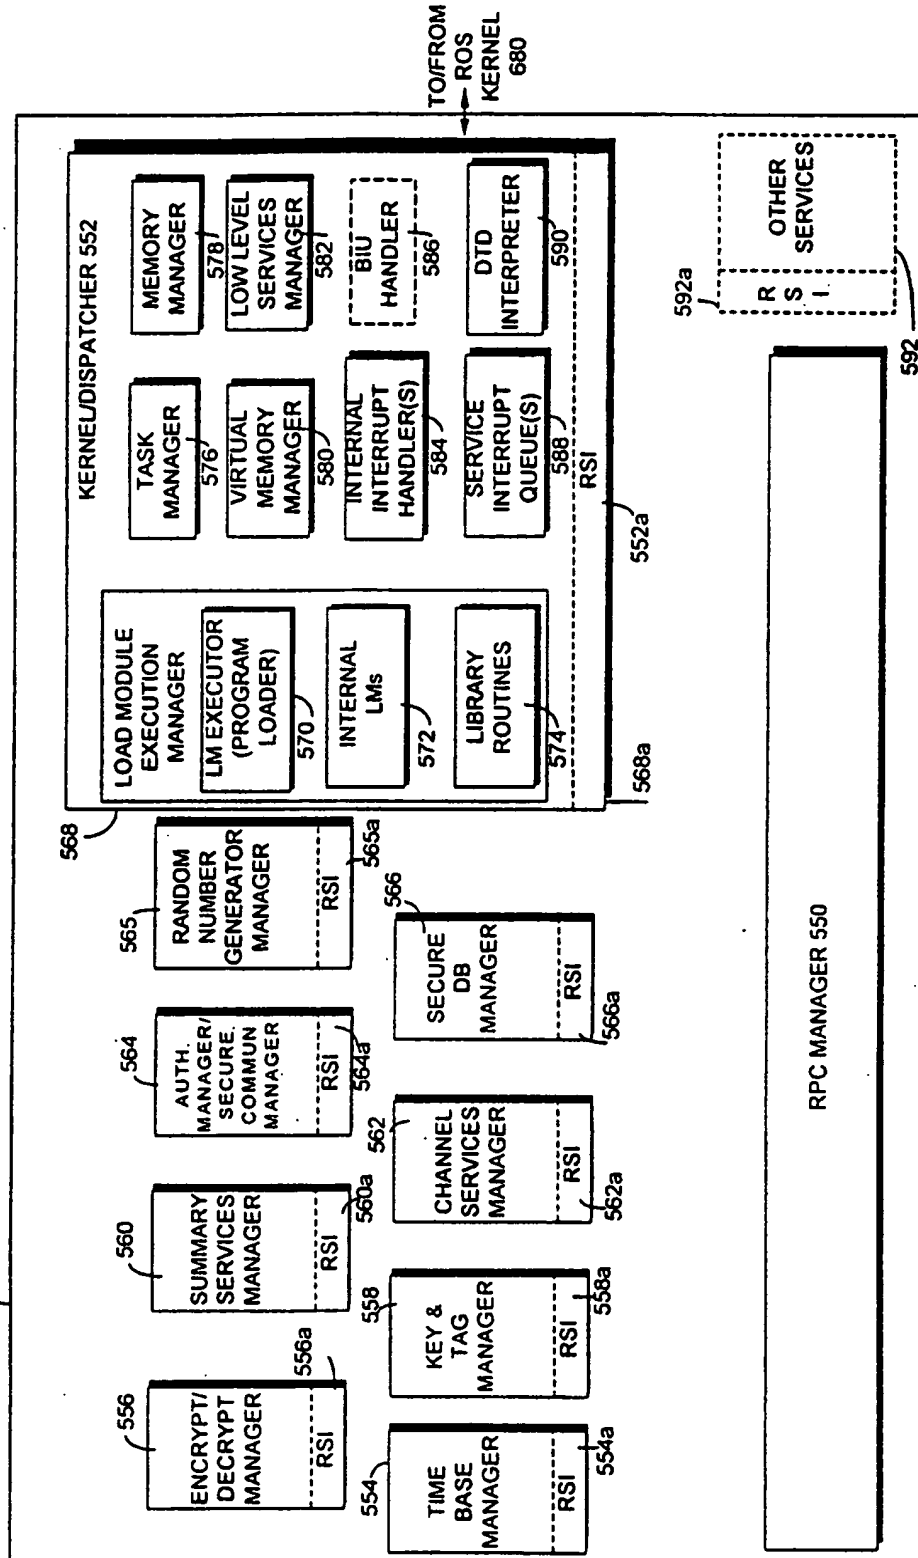 TO/FROM
ROS
KERNEL
680
KERNEL/DISPATCHER 552
LOAD MODULE
EXECUTION
MANAGER
LM EXECUTOR
(PROGRAM
LOADER)
570
INTERNAL
LMs
572
LIBRARY
ROUTINES
574
568
568a
TASK
MANAGER
576
MEMORY
MANAGER
578
VIRTUAL
MEMORY
MANAGER
580
LOW LEVEL
SERVICES
MANAGER
582
INTERNAL
INTERRUPT
HANDLER(S)
584
BIU
HANDLER
586
SERVICE
INTERRUPT
QUEUE(S)
588
DTD
INTERPRETER
590
RSI
552a
556
ENCRYPT/
DECRYPT
MANAGER
RSI
556a
560
SUMMARY
SERVICES
MANAGER
RSI
560a
564
AUTH.
MANAGER/
SECURE.
COMMUN
MANAGER
RSI
564a
565
RANDOM
NUMBER
GENERATOR
MANAGER
RSI
565a
554
TIME
BASE
MANAGER
RSI
554a
558
KEY &
TAG
MANAGER
RSI
558a
562
CHANNEL
SERVICES
MANAGER
RSI
562a
566
SECURE
DB
MANAGER
RSI
566a
RPC MANAGER 550
592a
R
S
I
OTHER
SERVICES
592